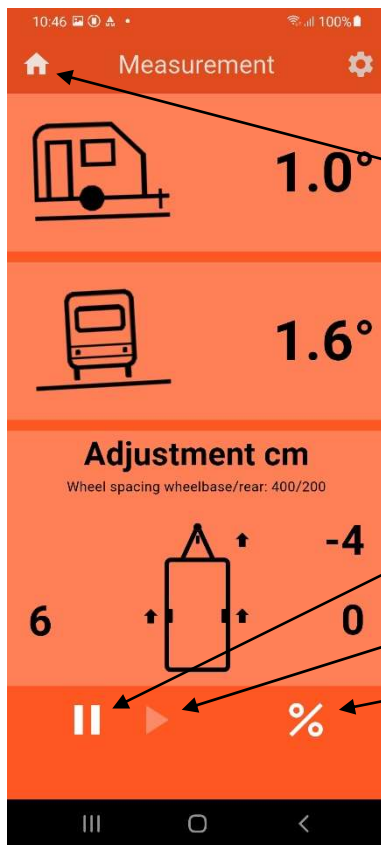 10:46 100%
Measurement
1.0°
1.6°
Adjustment cm
Wheel spacing wheelbase/rear: 400/200
-4
6 0
%